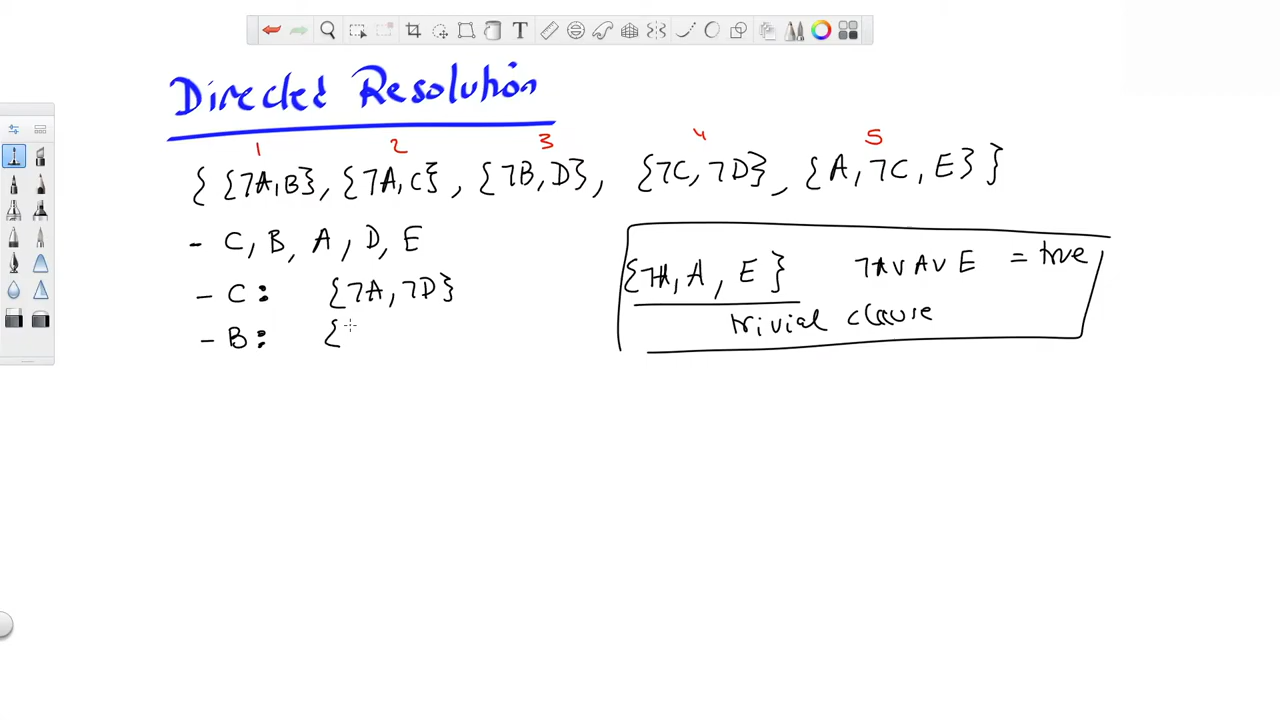 Directed Resolution
1 2 3 4 5
{ {¬A,B}, {¬A,C}, {¬B,D}, {¬C,¬D}, {A,¬C,E} }
- C, B, A, D, E
- C: {¬A,¬D}
- B: {
{¬A, A, E } ¬A∨A∨E = true
trivial clause